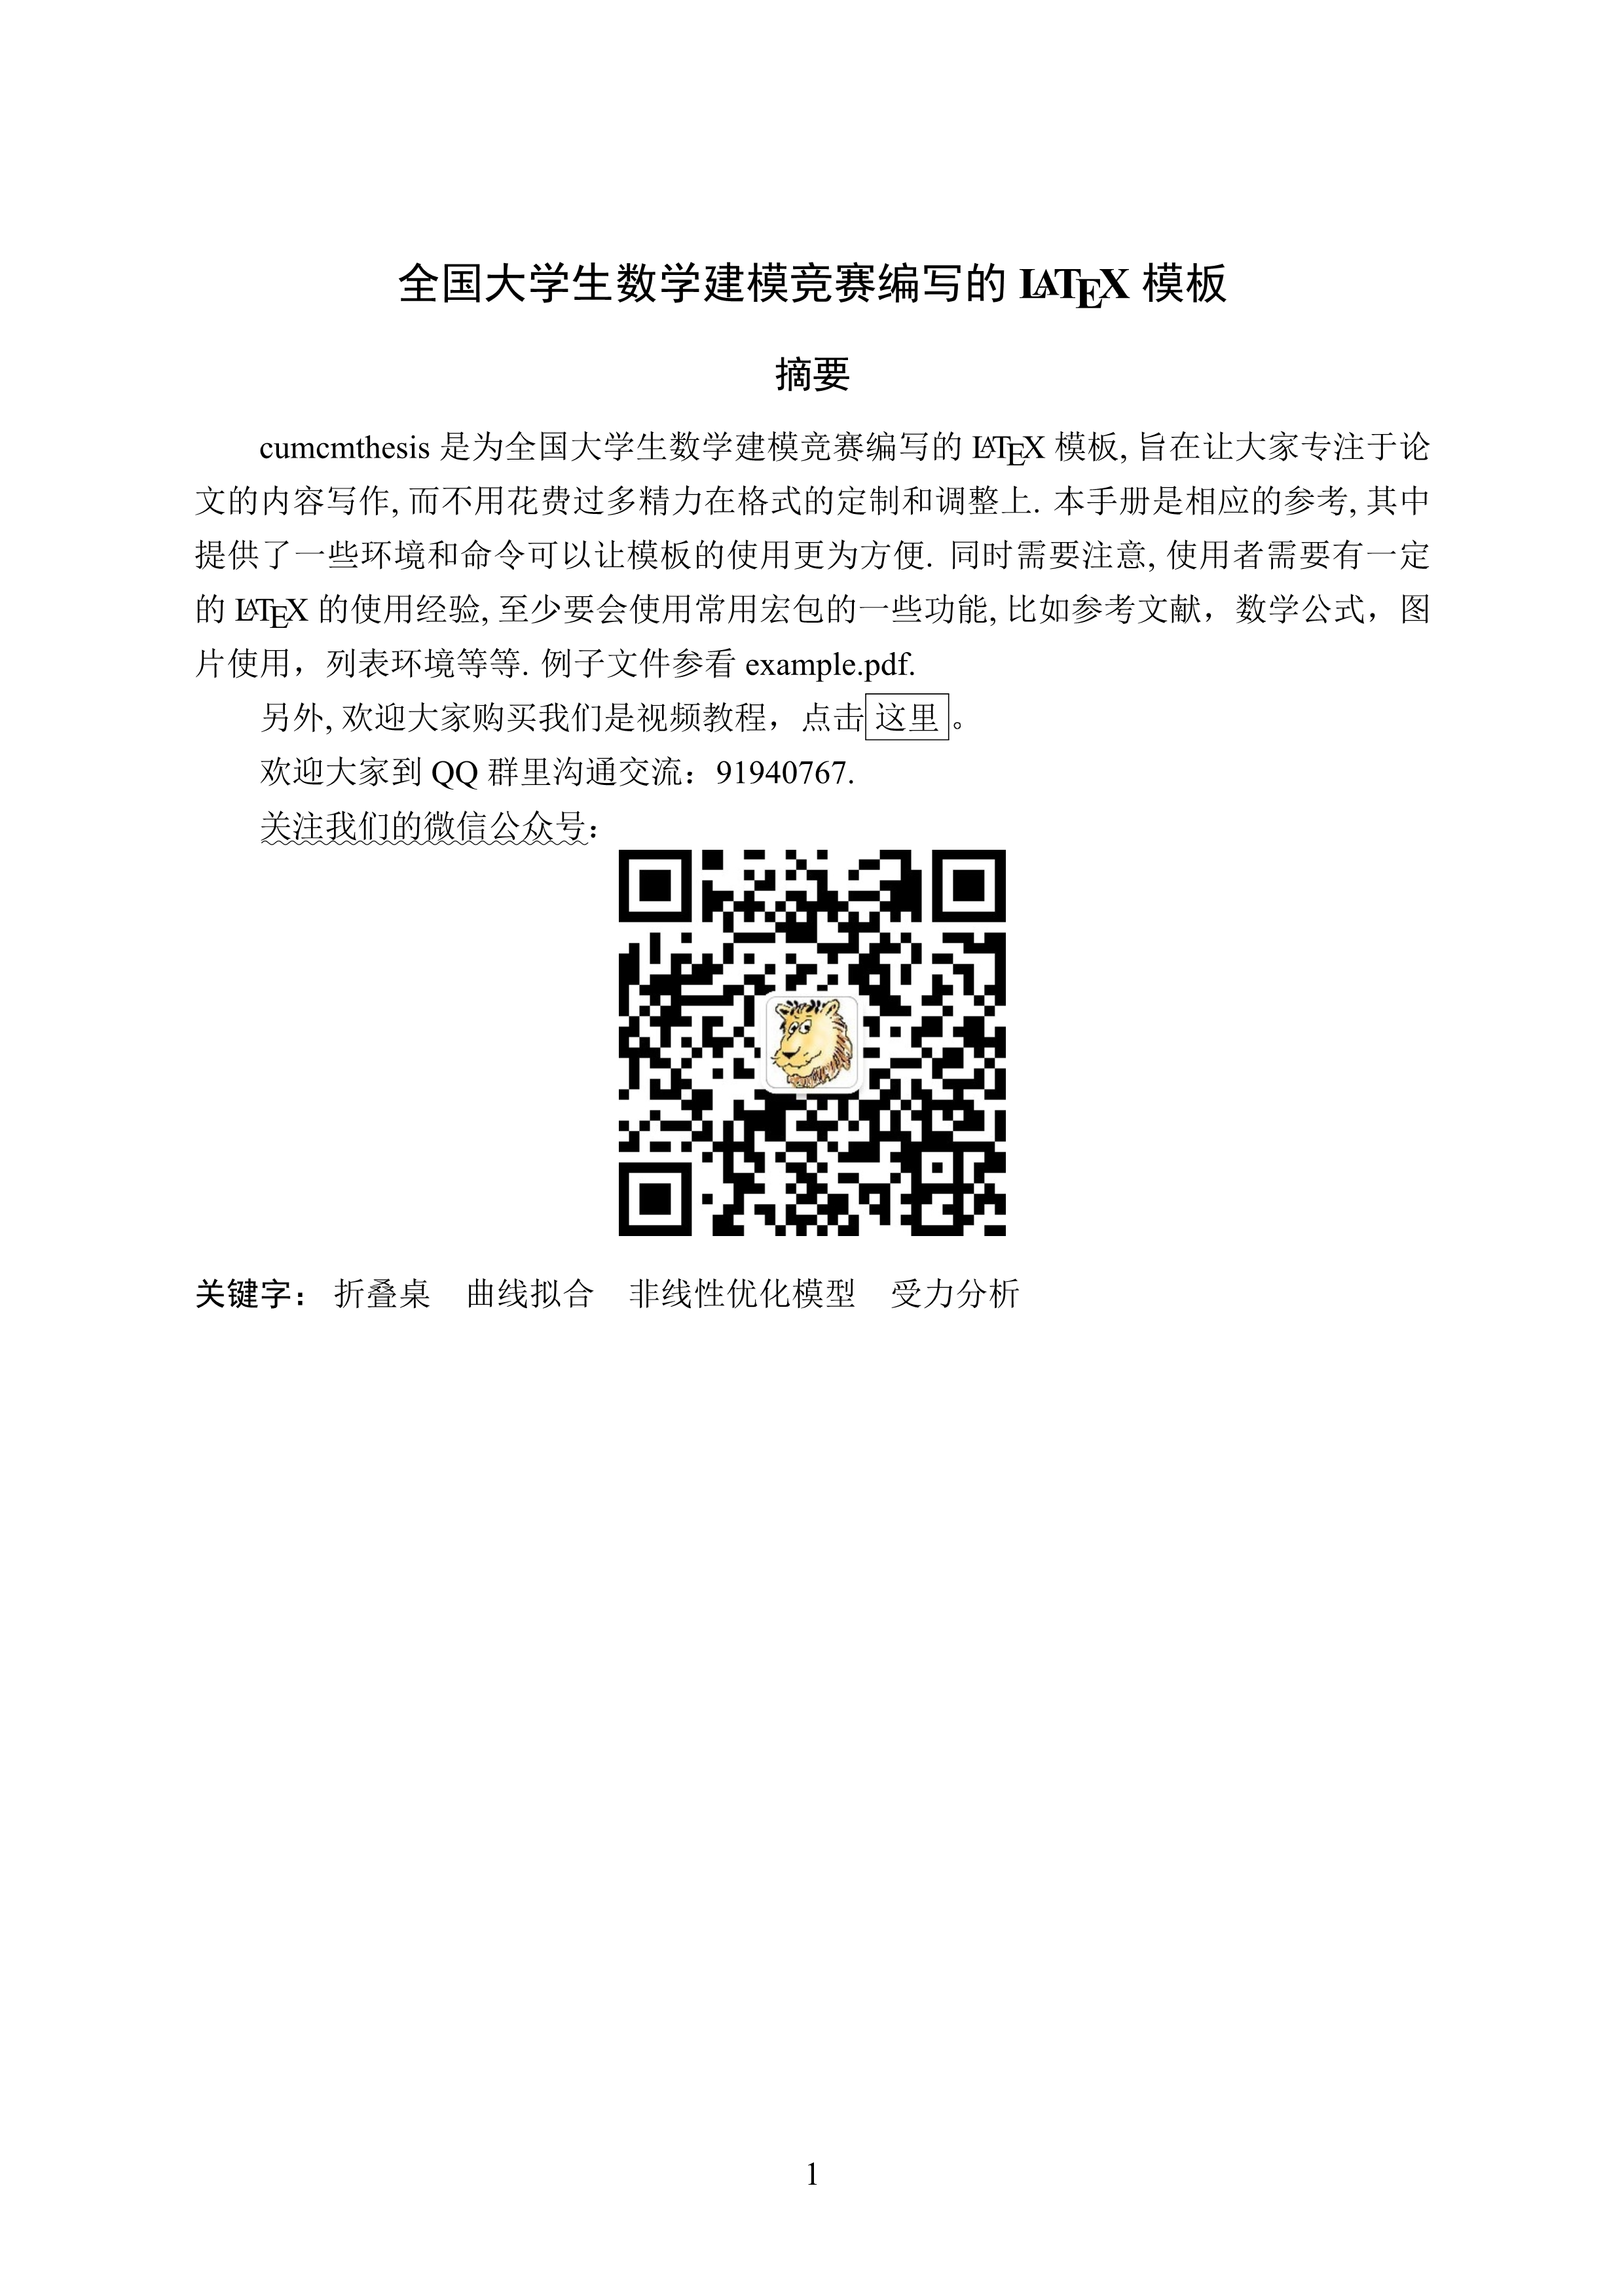 全国大学生数学建模竞赛编写的 LATEX 模板
摘要
cumcmthesis 是为全国大学生数学建模竞赛编写的 LATEX 模板, 旨在让大家专注于论
文的内容写作, 而不用花费过多精力在格式的定制和调整上. 本手册是相应的参考, 其中
提供了一些环境和命令可以让模板的使用更为方便. 同时需要注意, 使用者需要有一定
的 LATEX 的使用经验, 至少要会使用常用宏包的一些功能, 比如参考文献，数学公式，图
片使用，列表环境等等. 例子文件参看 example.pdf.
另外, 欢迎大家购买我们是视频教程，点击 这里 。
欢迎大家到 QQ 群里沟通交流：91940767.
关注我们的微信公众号：
关键字： 折叠桌 曲线拟合 非线性优化模型 受力分析
1